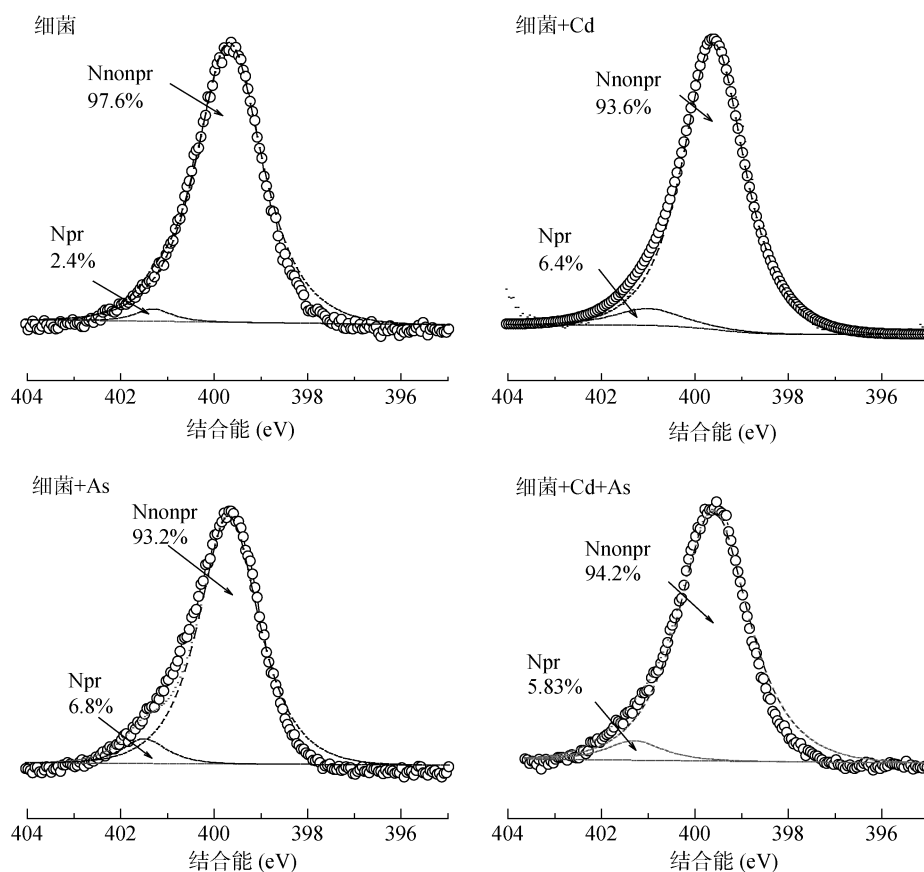 细菌
Nnonpr
97.6%
Npr
2.4%
404 402 400 398 396
结合能 (eV)
细菌+Cd
Nnonpr
93.6%
Npr
6.4%
404 402 400 398 396
结合能 (eV)
细菌+As
Nnonpr
93.2%
Npr
6.8%
404 402 400 398 396
结合能 (eV)
细菌+Cd+As
Nnonpr
94.2%
Npr
5.83%
404 402 400 398 396
结合能 (eV)